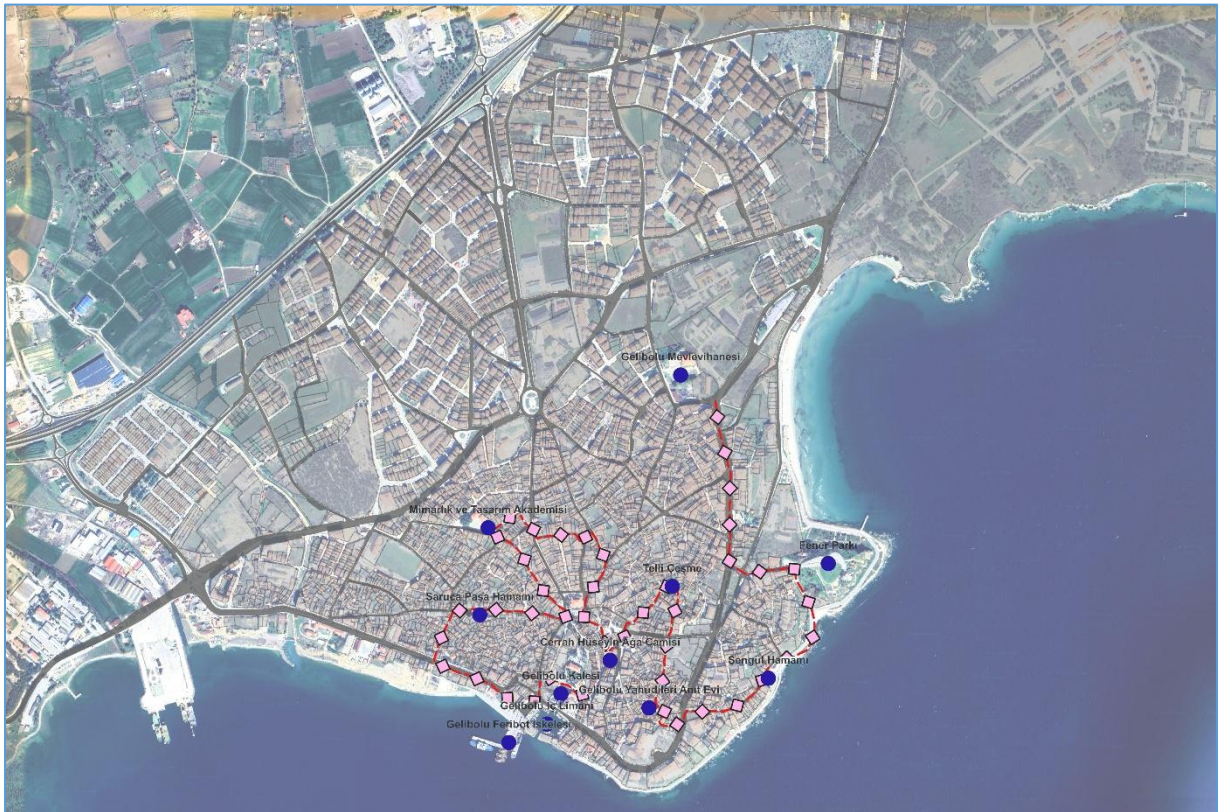 Gelibolu Mevlevihanesi
Mimarlık ve Tasarım Akademisi
Fener Parkı
Telli Çeşme
Saruca Paşa Hamamı
Cerrah Hüseyin Ağa Camisi
Şengül Hamamı
Gelibolu Kalesi
Gelibolu Yahudileri Anıt Evi
Gelibolu İç Limanı
Gelibolu Feribot İskelesi